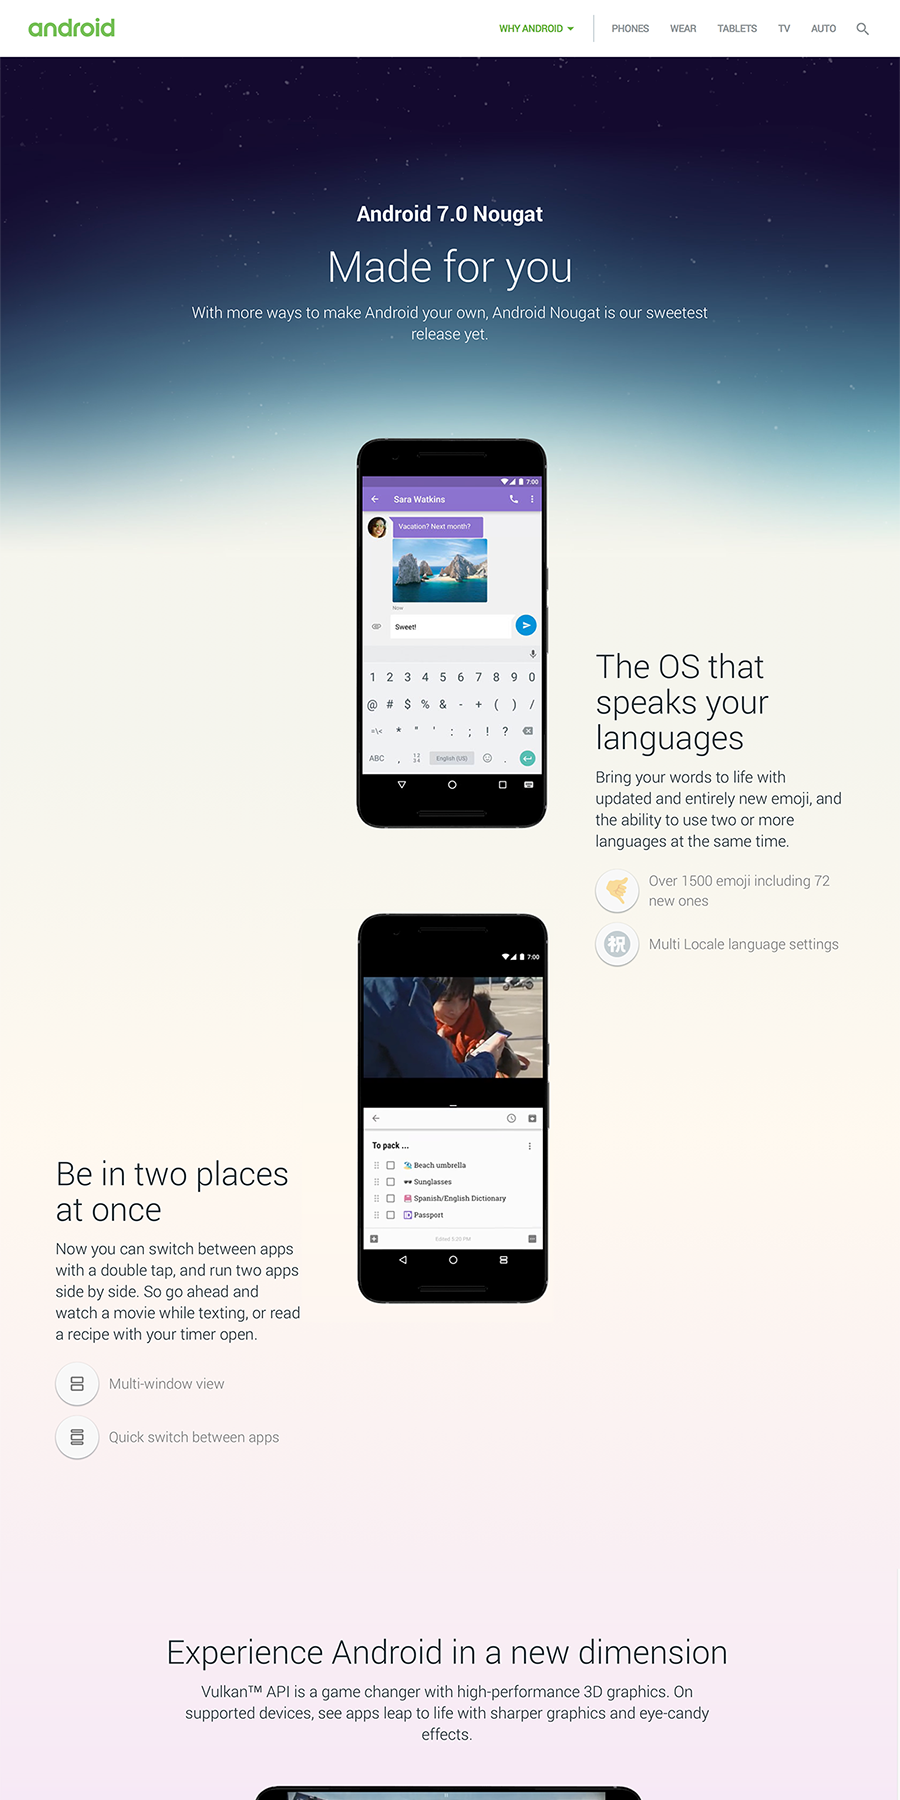 android
WHY ANDROID
PHONES
WEAR
TABLETS
TV
AUTO
Android 7.0 Nougat
Made for you
With more ways to make Android your own, Android Nougat is our sweetest
release yet.
7:00
Sara Watkins
Vacation? Next month?
Now
Sweet!
1 2 3 4 5 6 7 8 9 0
@ # $ % & - + ( ) /
=\< * " ' : ; ! ?
ABC , 12 34 English (US) .
The OS that
speaks your
languages
Bring your words to life with
updated and entirely new emoji, and
the ability to use two or more
languages at the same time.
Over 1500 emoji including 72
new ones
祝 Multi Locale language settings
7:00
To pack ...
Beach umbrella
Sunglasses
Spanish/English Dictionary
Passport
Edited 5:20 PM
Be in two places
at once
Now you can switch between apps
with a double tap, and run two apps
side by side. So go ahead and
watch a movie while texting, or read
a recipe with your timer open.
Multi-window view
Quick switch between apps
Experience Android in a new dimension
Vulkan™ API is a game changer with high-performance 3D graphics. On
supported devices, see apps leap to life with sharper graphics and eye-candy
effects.